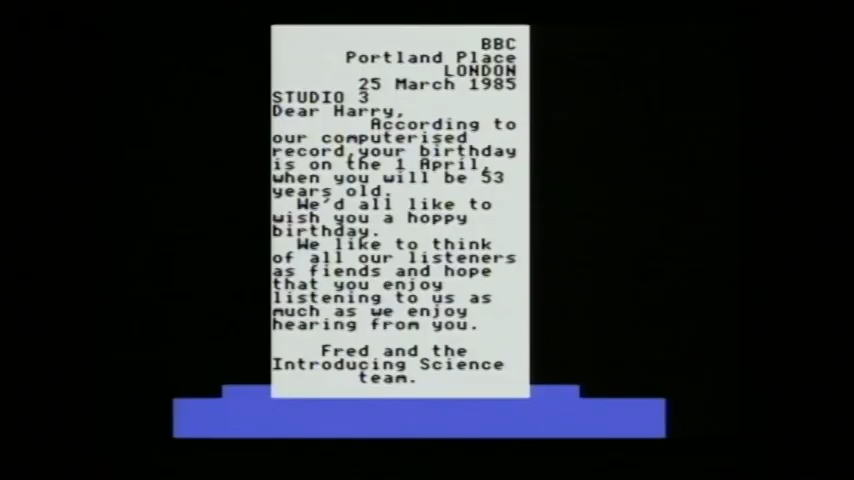 BBC
Portland Place
LONDON
25 March 1985
STUDIO 3
Dear Harry,
According to
our computerised
record,your birthday
is on the 1 April,
when you will be 53
years old.
We'd all like to
wish you a hoppy
birthday.
We like to think
of all our listeners
as fiends and hope
that you enjoy
listening to us as
much as we enjoy
hearing from you.
Fred and the
Introducing Science
team.